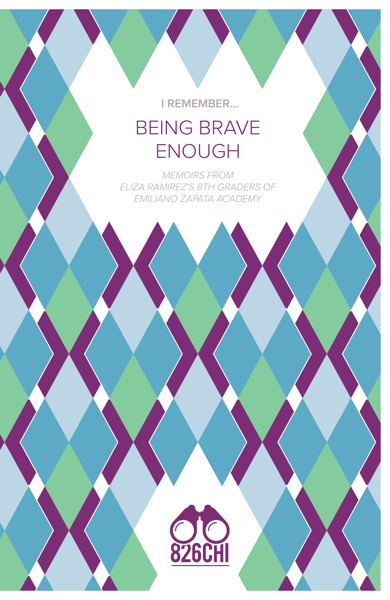 I REMEMBER...
BEING BRAVE
ENOUGH
MEMOIRS FROM
ELIZA RAMIREZ'S 8TH GRADERS OF
EMILIANO ZAPATA ACADEMY
826CHI